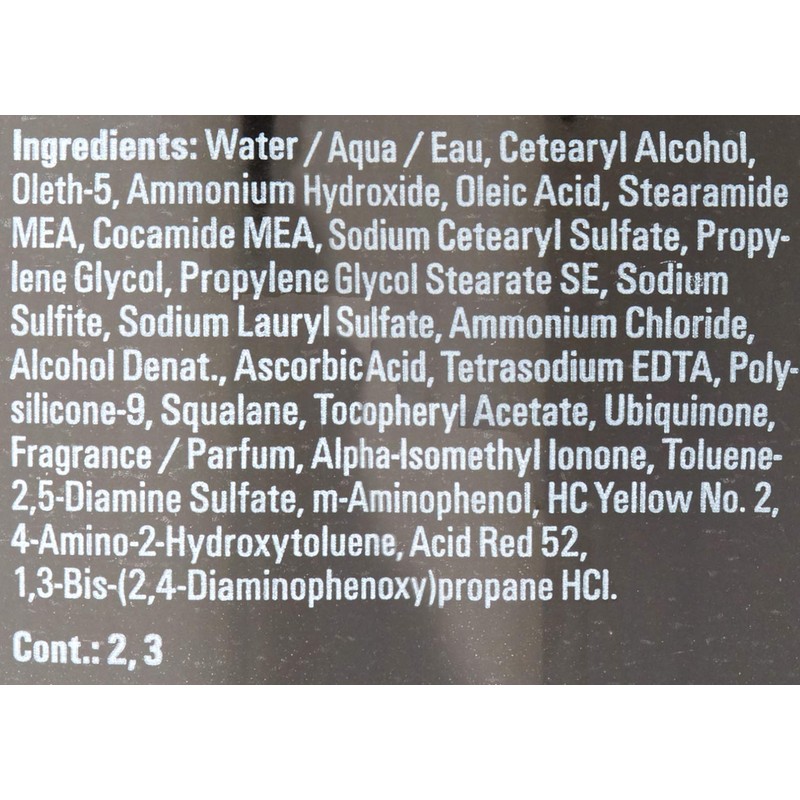 Ingredients: Water / Aqua / Eau, Cetearyl Alcohol,
Oleth-5, Ammonium Hydroxide, Oleic Acid, Stearamide
MEA, Cocamide MEA, Sodium Cetearyl Sulfate, Propy-
lene Glycol, Propylene Glycol Stearate SE, Sodium
Sulfite, Sodium Lauryl Sulfate, Ammonium Chloride,
Alcohol Denat., Ascorbic Acid, Tetrasodium EDTA, Poly-
silicone-9, Squalane, Tocopheryl Acetate, Ubiquinone,
Fragrance / Parfum, Alpha-Isomethyl Ionone, Toluene-
2,5-Diamine Sulfate, m-Aminophenol, HC Yellow No. 2,
4-Amino-2-Hydroxytoluene, Acid Red 52,
1,3-Bis-(2,4-Diaminophenoxy)propane HCl.
Cont.: 2, 3